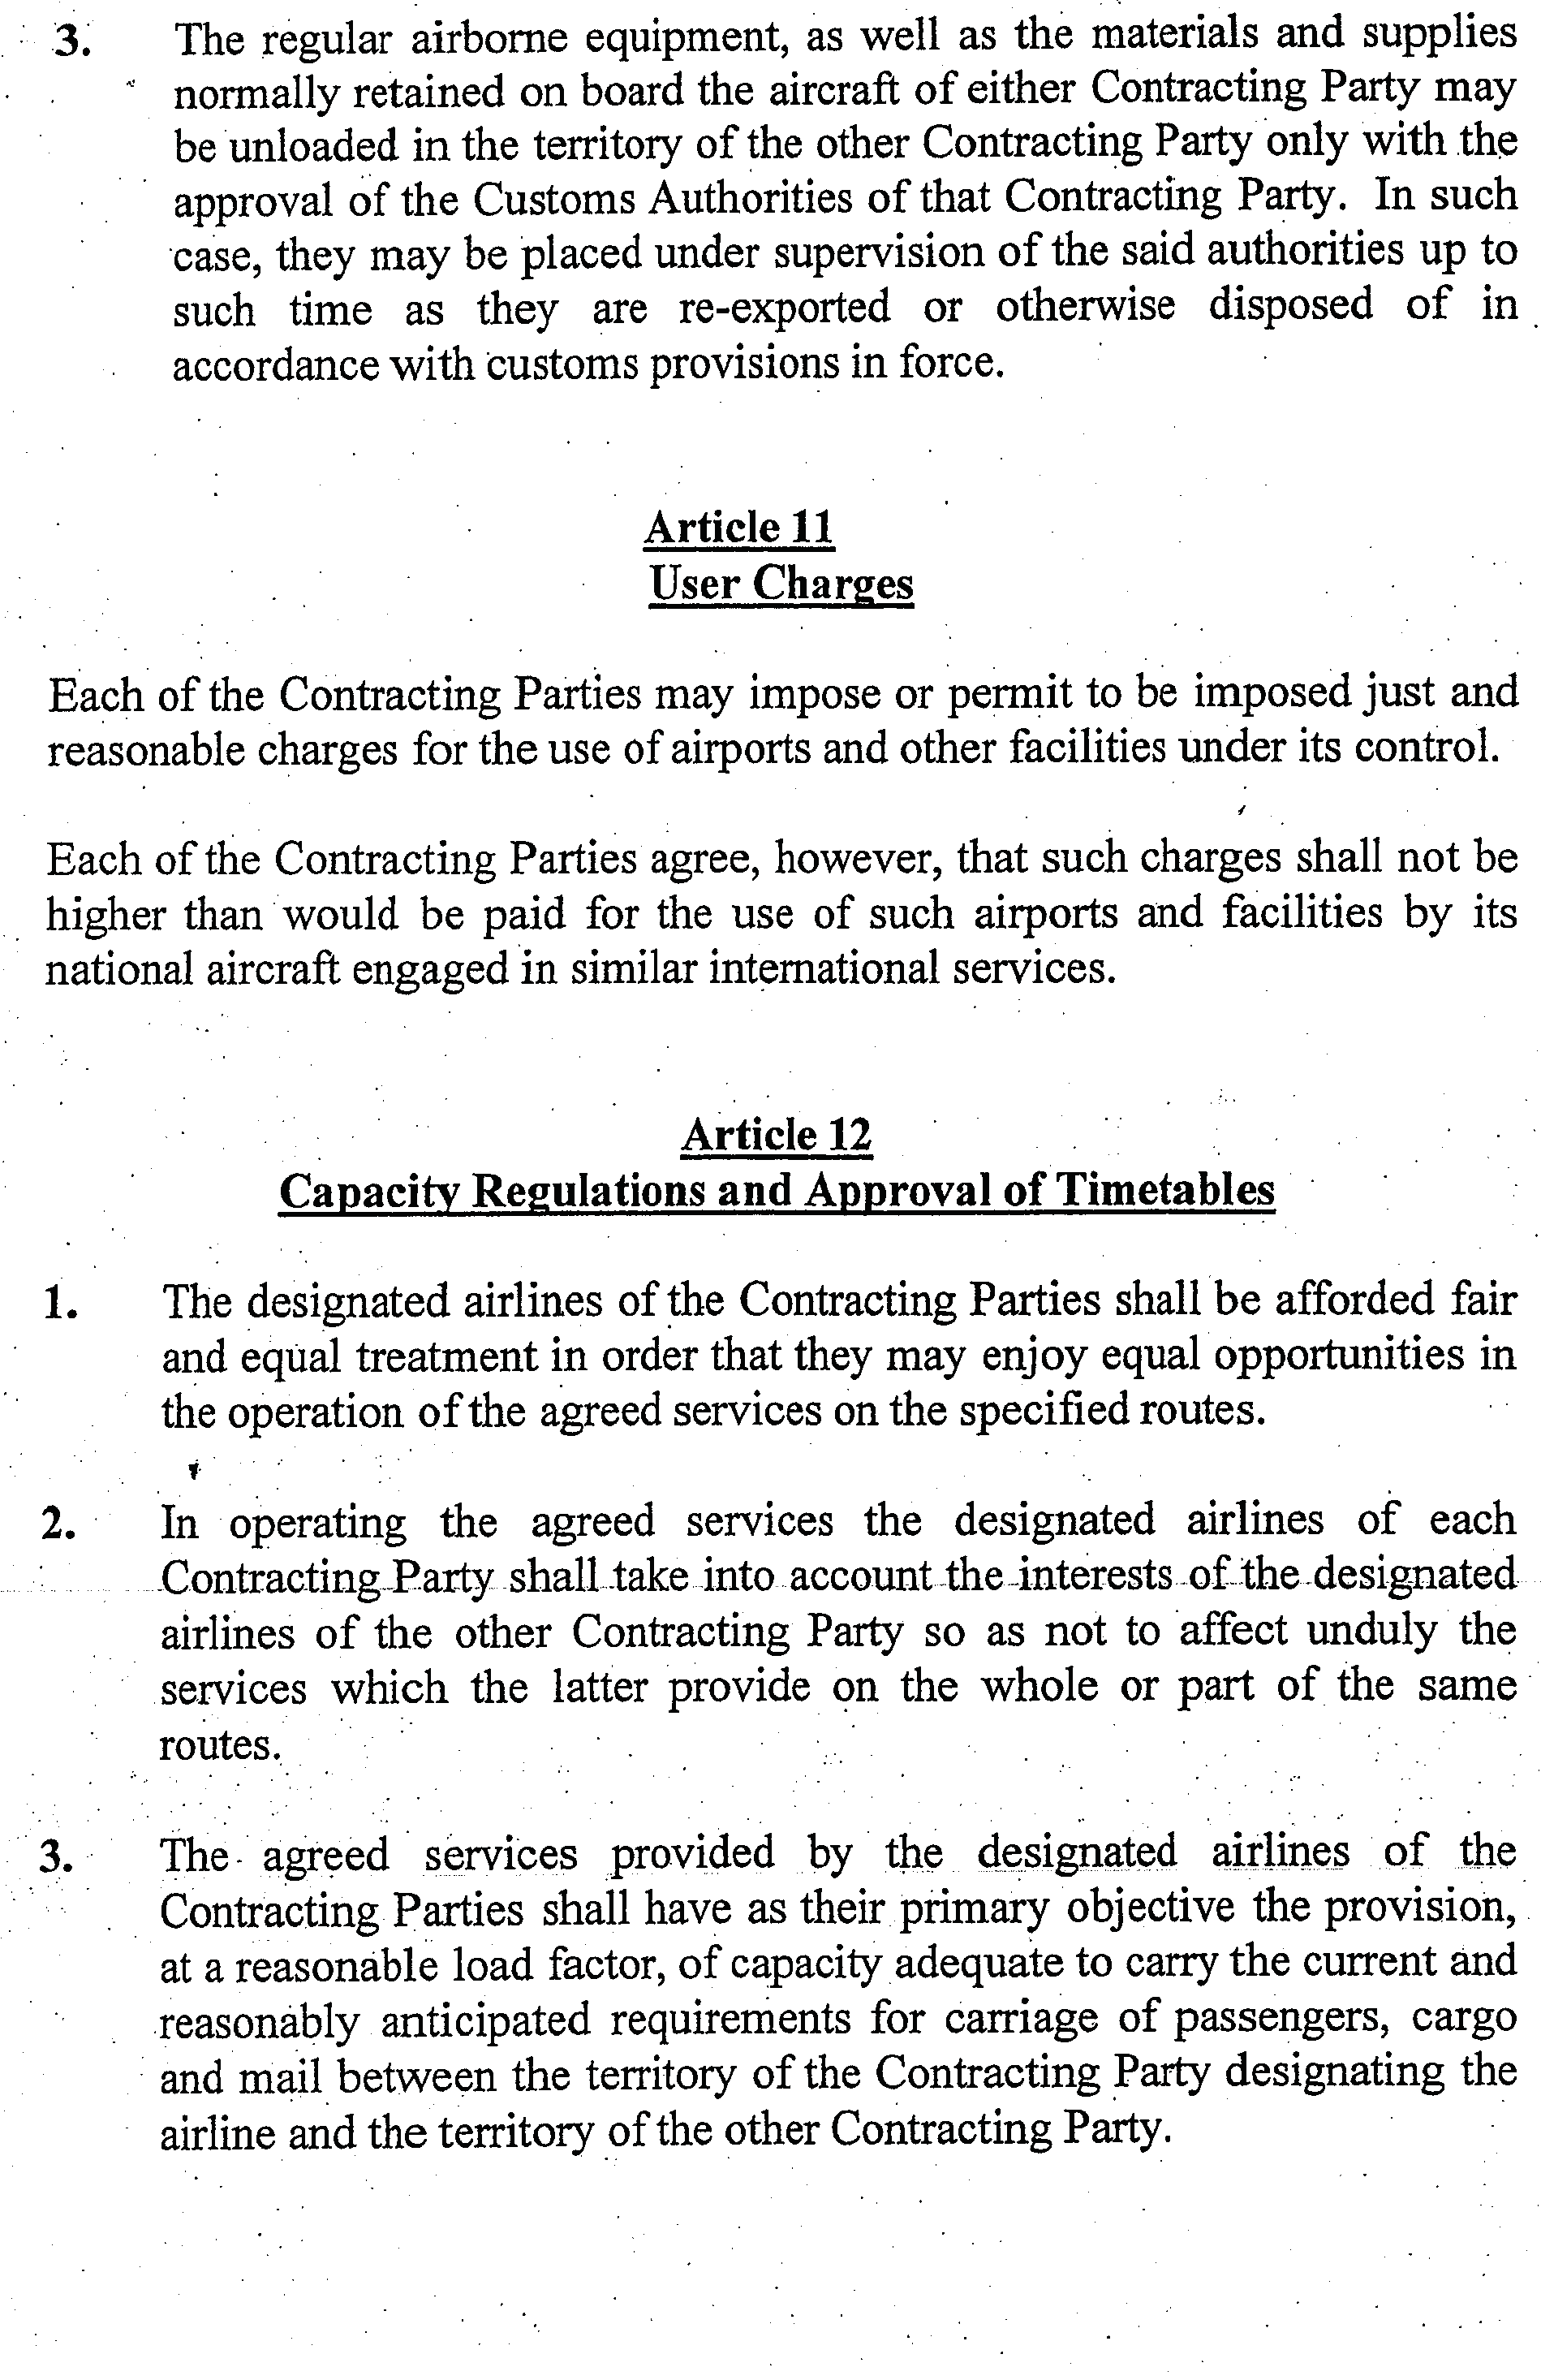 3. The regular airborne equipment, as well as the materials and supplies
normally retained on board the aircraft of either Contracting Party may
be unloaded in the territory of the other Contracting Party only with the
approval of the Customs Authorities of that Contracting Party. In such
case, they may be placed under supervision of the said authorities up to
such time as they are re-exported or otherwise disposed of in
accordance with customs provisions in force.
Article 11
User Charges
Each of the Contracting Parties may impose or permit to be imposed just and
reasonable charges for the use of airports and other facilities under its control.
Each of the Contracting Parties agree, however, that such charges shall not be
higher than would be paid for the use of such airports and facilities by its
national aircraft engaged in similar international services.
Article 12
Capacity Regulations and Approval of Timetables
1. The designated airlines of the Contracting Parties shall be afforded fair
and equal treatment in order that they may enjoy equal opportunities in
the operation of the agreed services on the specified routes.
2. In operating the agreed services the designated airlines of each
Contracting Party shall take into account the interests of the designated
airlines of the other Contracting Party so as not to affect unduly the
services which the latter provide on the whole or part of the same
routes.
3. The agreed services provided by the designated airlines of the
Contracting Parties shall have as their primary objective the provision,
at a reasonable load factor, of capacity adequate to carry the current and
reasonably anticipated requirements for carriage of passengers, cargo
and mail between the territory of the Contracting Party designating the
airline and the territory of the other Contracting Party.